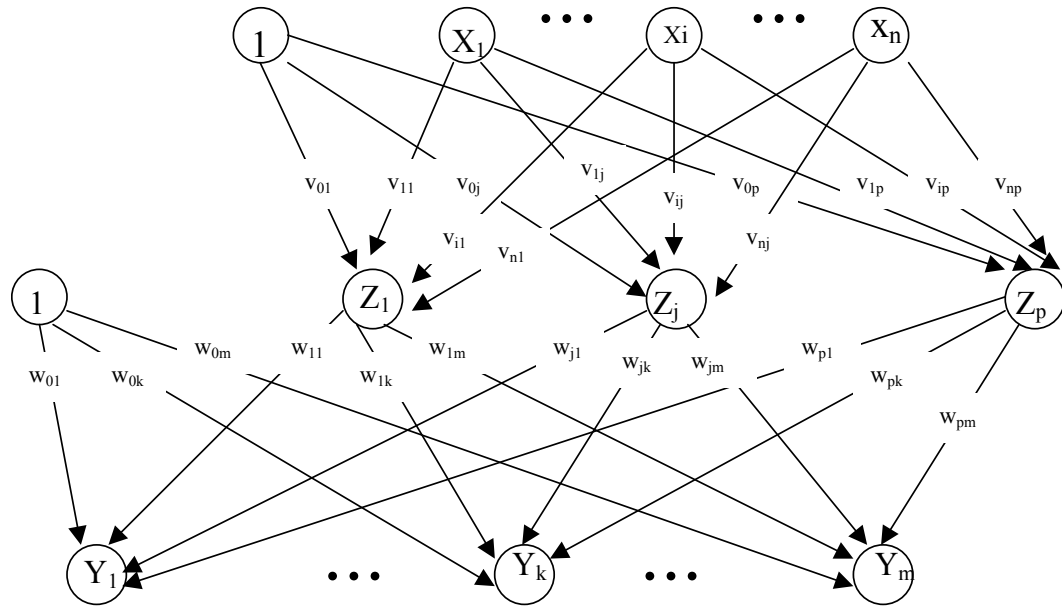 1 X₁ • • • Xi • • • xₙ
v₀₁ v₁₁ v₀ⱼ v₁ⱼ v₀ₚ v₁ₚ vᵢₚ vₙₚ
vᵢⱼ
vᵢ₁ vₙ₁ vₙⱼ
1 Z₁ Zⱼ Zₚ
w₀ₘ w₁₁ w₁ₘ wⱼ₁ wₚ₁
w₀₁ w₀ₖ w₁ₖ wⱼₖ wⱼₘ wₚₖ
wₚₘ
Y₁ • • • Yₖ • • • Yₘ